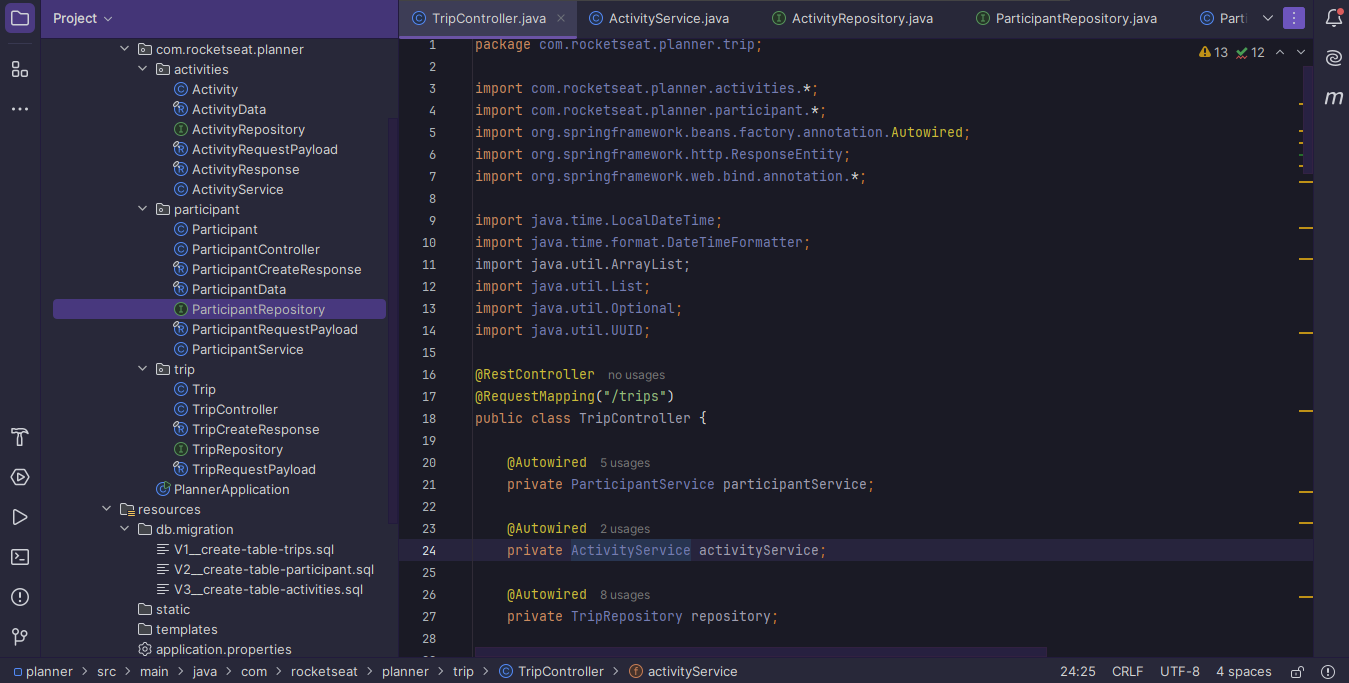 Project
com.rocketseat.planner
activities
Activity
ActivityData
ActivityRepository
ActivityRequestPayload
ActivityResponse
ActivityService
participant
Participant
ParticipantController
ParticipantCreateResponse
ParticipantData
ParticipantRepository
ParticipantRequestPayload
ParticipantService
trip
Trip
TripController
TripCreateResponse
TripRepository
TripRequestPayload
PlannerApplication
resources
db.migration
V1__create-table-trips.sql
V2__create-table-participant.sql
V3__create-table-activities.sql
static
templates
application.properties
TripController.java ActivityService.java ActivityRepository.java ParticipantRepository.java Parti
13 12
1 package com.rocketseat.planner.trip;
2
3 import com.rocketseat.planner.activities.*;
4 import com.rocketseat.planner.participant.*;
5 import org.springframework.beans.factory.annotation.Autowired;
6 import org.springframework.http.ResponseEntity;
7 import org.springframework.web.bind.annotation.*;
8
9 import java.time.LocalDateTime;
10 import java.time.format.DateTimeFormatter;
11 import java.util.ArrayList;
12 import java.util.List;
13 import java.util.Optional;
14 import java.util.UUID;
15
16 @RestController no usages
17 @RequestMapping("/trips")
18 public class TripController {
19
20 @Autowired 5 usages
21 private ParticipantService participantService;
22
23 @Autowired 2 usages
24 private ActivityService activityService;
25
26 @Autowired 8 usages
27 private TripRepository repository;
28
m
planner > src > main > java > com > rocketseat > planner > trip > TripController > activityService
24:25 CRLF UTF-8 4 spaces